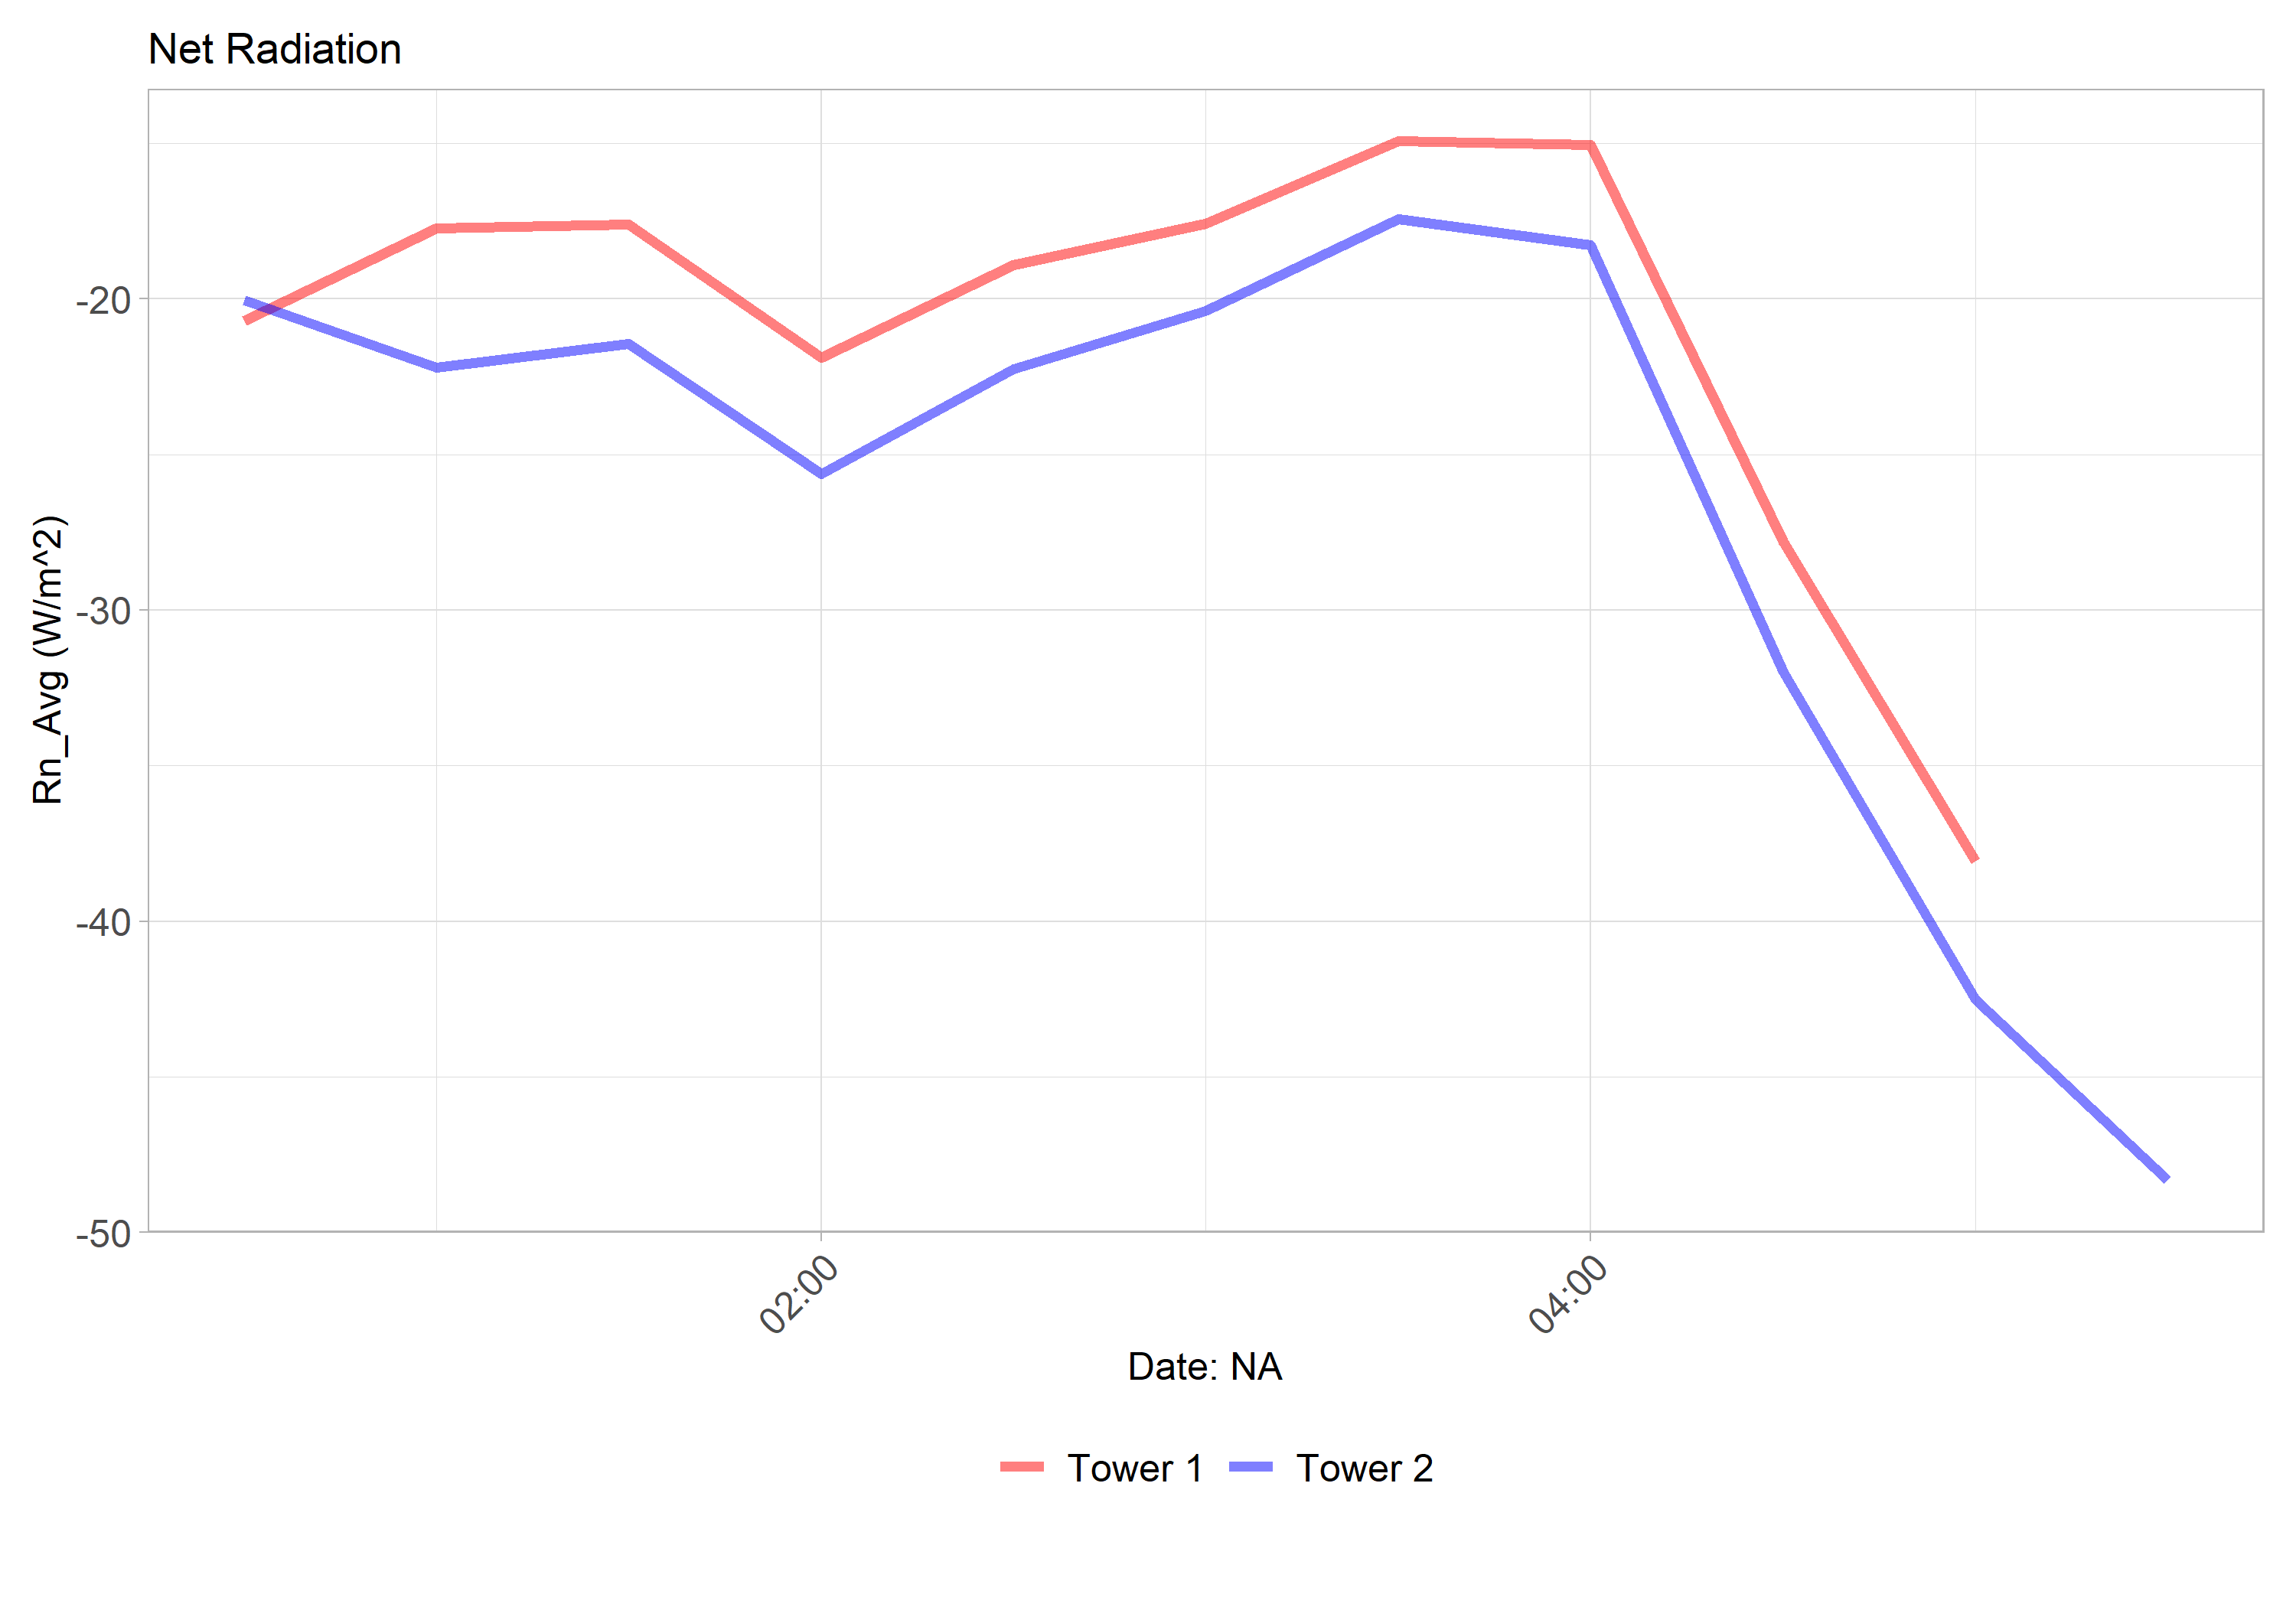 Net Radiation
Rn_Avg (W/m^2)
-20
-30
-40
-50
02:00
04:00
Date: NA
Tower 1
Tower 2